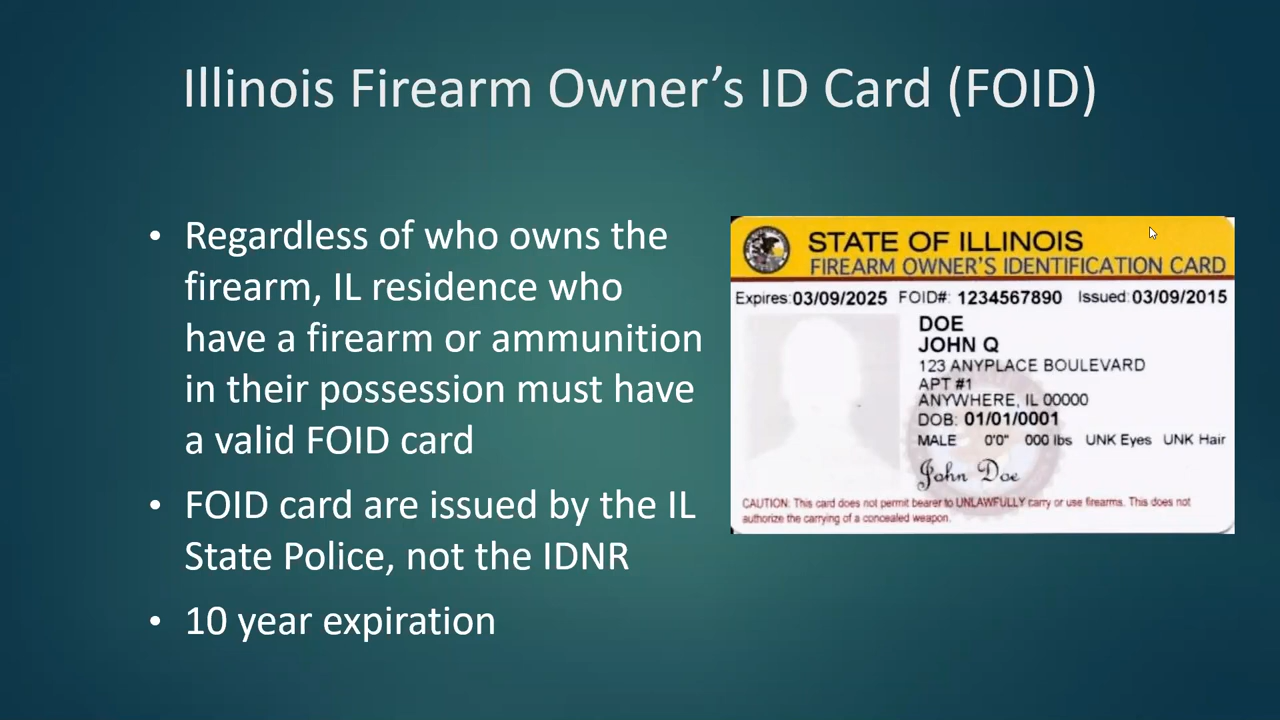 Illinois Firearm Owner’s ID Card (FOID)
• Regardless of who owns the
firearm, IL residence who
have a firearm or ammunition
in their possession must have
a valid FOID card
• FOID card are issued by the IL
State Police, not the IDNR
• 10 year expiration
STATE OF ILLINOIS
FIREARM OWNER'S IDENTIFICATION CARD
Expires: 03/09/2025 FOID#: 1234567890 Issued: 03/09/2015
DOE
JOHN Q
123 ANYPLACE BOULEVARD
APT #1
ANYWHERE, IL 00000
DOB: 01/01/0001
MALE 0'0" 000 lbs UNK Eyes UNK Hair
John Doe
CAUTION: This card does not permit bearer to UNLAWFULLY carry or use firearms. This does not
authorize the carrying of a concealed weapon.